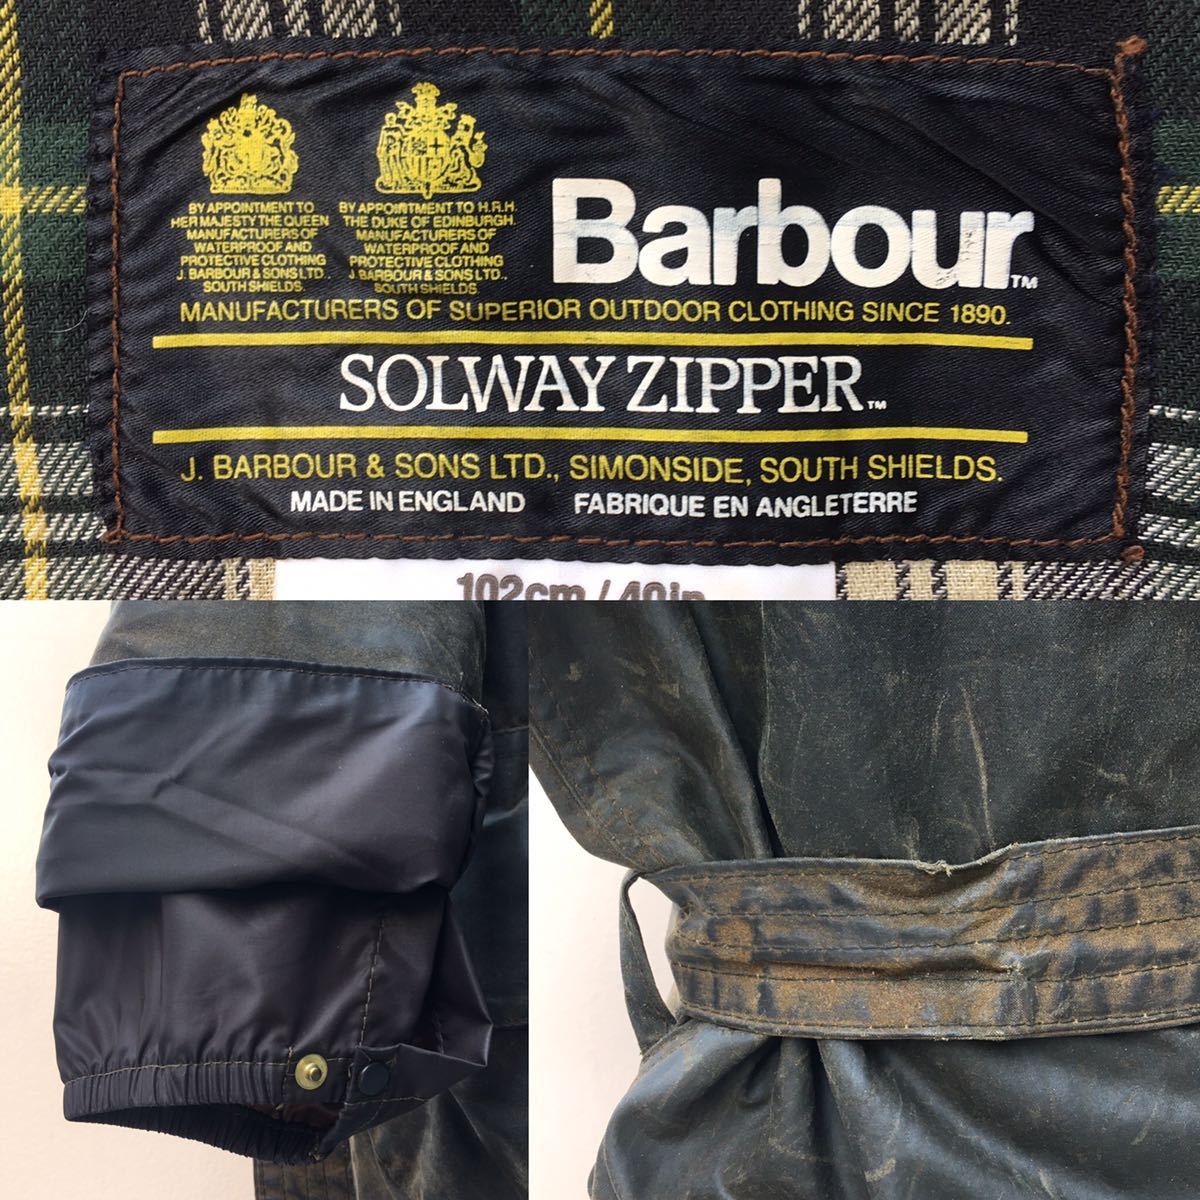 BY APPOINTMENT TO
HER MAJESTY THE QUEEN
MANUFACTURERS OF
WATERPROOF AND
PROTECTIVE CLOTHING
J. BARBOUR & SONS LTD.
SOUTH SHIELDS.
BY APPOINTMENT TO H.R.H.
THE DUKE OF EDINBURGH.
MANUFACTURERS OF
WATERPROOF AND
PROTECTIVE CLOTHING
J. BARBOUR & SONS LTD.,
SOUTH SHIELDS.
Barbour™
MANUFACTURERS OF SUPERIOR OUTDOOR CLOTHING SINCE 1890.
SOLWAY ZIPPER™
J. BARBOUR & SONS LTD., SIMONSIDE, SOUTH SHIELDS.
MADE IN ENGLAND FABRIQUE EN ANGLETERRE
102cm / 40in